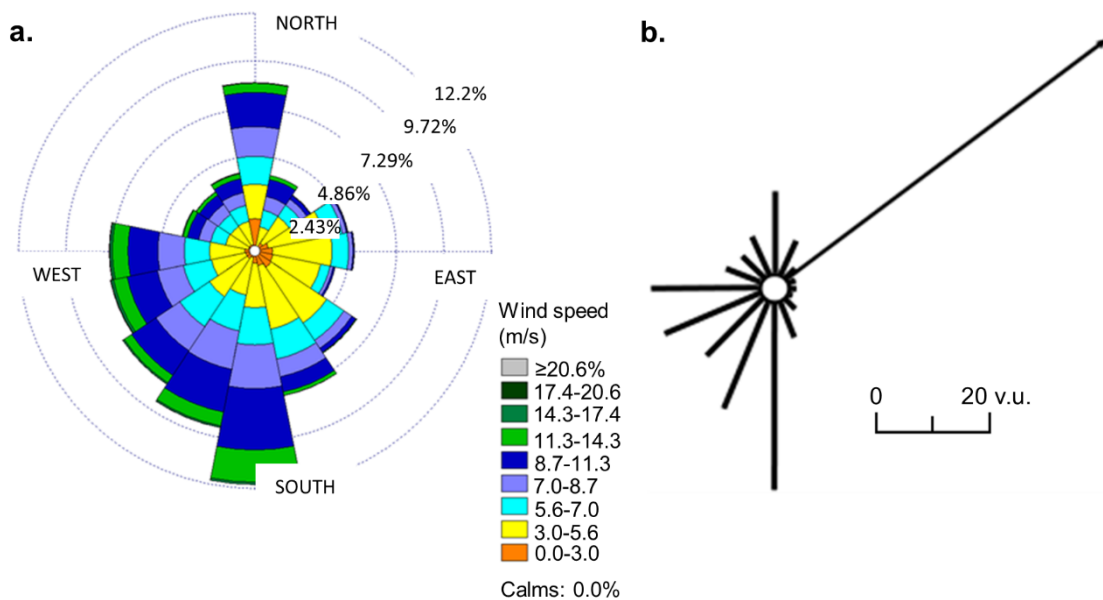 a.
NORTH
12.2%
9.72%
7.29%
4.86%
2.43%
WEST
EAST
SOUTH
Wind speed
(m/s)
≥20.6%
17.4-20.6
14.3-17.4
11.3-14.3
8.7-11.3
7.0-8.7
5.6-7.0
3.0-5.6
0.0-3.0
Calms: 0.0%
b.
0 20 v.u.